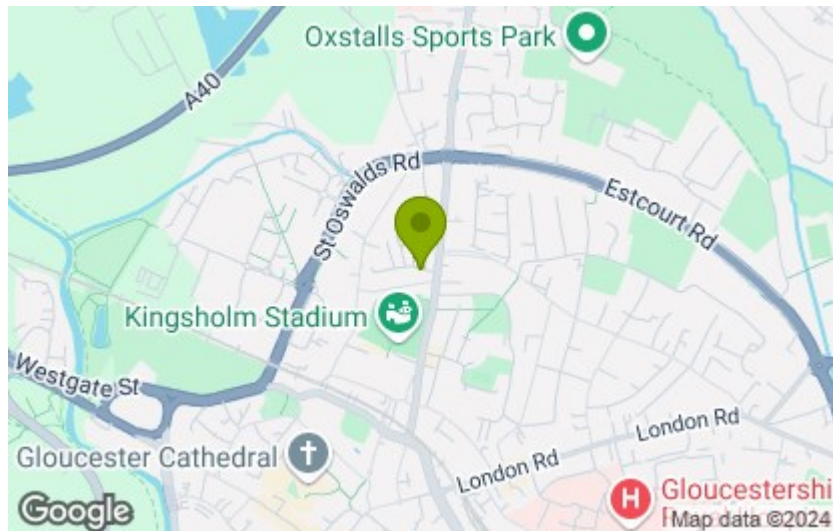 Oxstalls Sports Park
A40
St Oswalds Rd
Estcourt Rd
Kingsholm Stadium
Westgate St
Gloucester Cathedral
London Rd
London Rd
H
Gloucestershi
Google
Map data ©2024